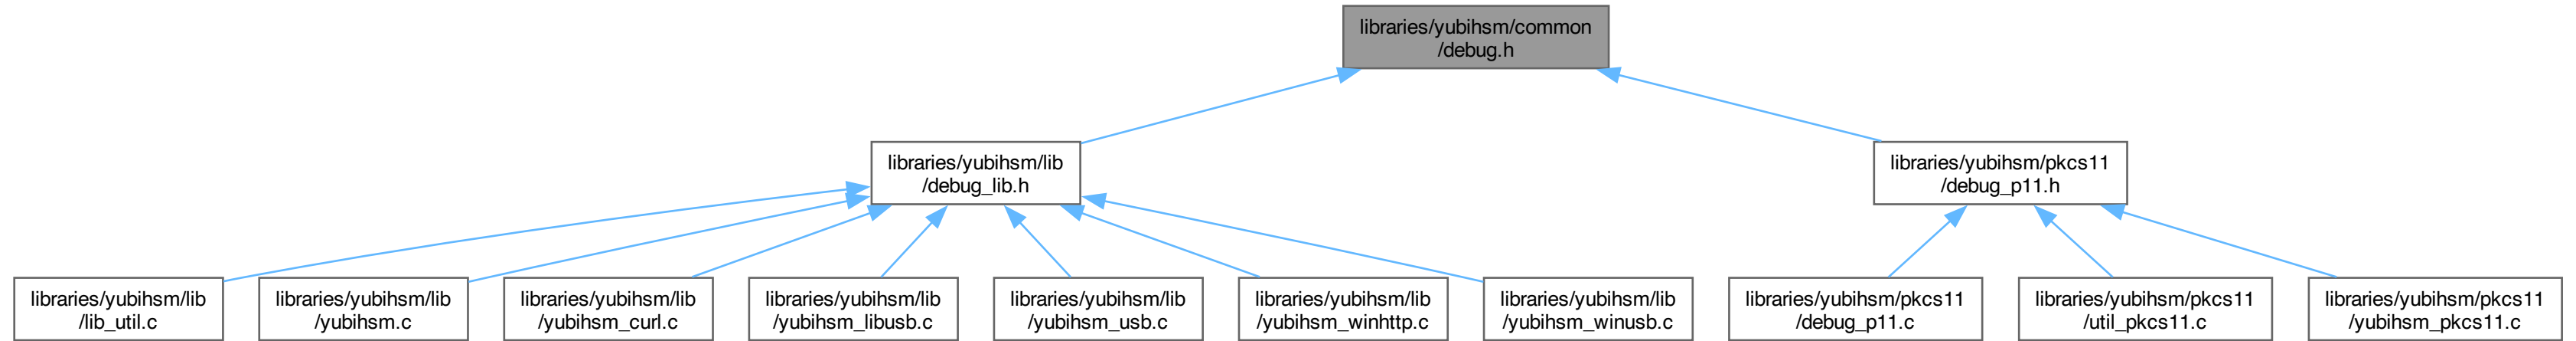 libraries/yubihsm/common
/debug.h
libraries/yubihsm/lib
/debug_lib.h
libraries/yubihsm/pkcs11
/debug_p11.h
libraries/yubihsm/lib
/lib_util.c
libraries/yubihsm/lib
/yubihsm.c
libraries/yubihsm/lib
/yubihsm_curl.c
libraries/yubihsm/lib
/yubihsm_libusb.c
libraries/yubihsm/lib
/yubihsm_usb.c
libraries/yubihsm/lib
/yubihsm_winhttp.c
libraries/yubihsm/lib
/yubihsm_winusb.c
libraries/yubihsm/pkcs11
/debug_p11.c
libraries/yubihsm/pkcs11
/util_pkcs11.c
libraries/yubihsm/pkcs11
/yubihsm_pkcs11.c